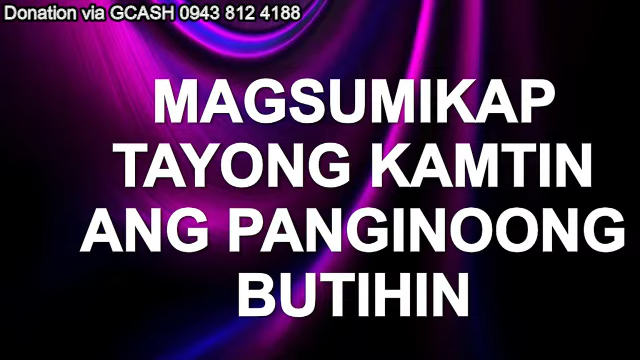 Donation via GCASH 0943 812 4188
MAGSUMIKAP
TAYONG KAMTIN
ANG PANGINOONG
BUTIHIN